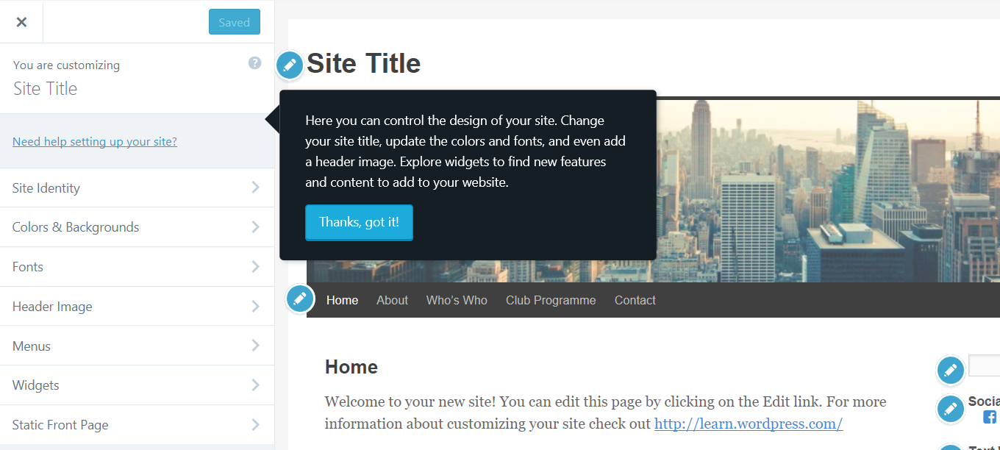 Saved
You are customizing
Site Title
Need help setting up your site?
Site Identity
Colors & Backgrounds
Fonts
Header Image
Menus
Widgets
Static Front Page
Site Title
Here you can control the design of your site. Change
your site title, update the colors and fonts, and even add
a header image. Explore widgets to find new features
and content to add to your website.
Thanks, got it!
Home About Who's Who Club Programme Contact
Home
Welcome to your new site! You can edit this page by clicking on the Edit link. For more
information about customizing your site check out http://learn.wordpress.com/